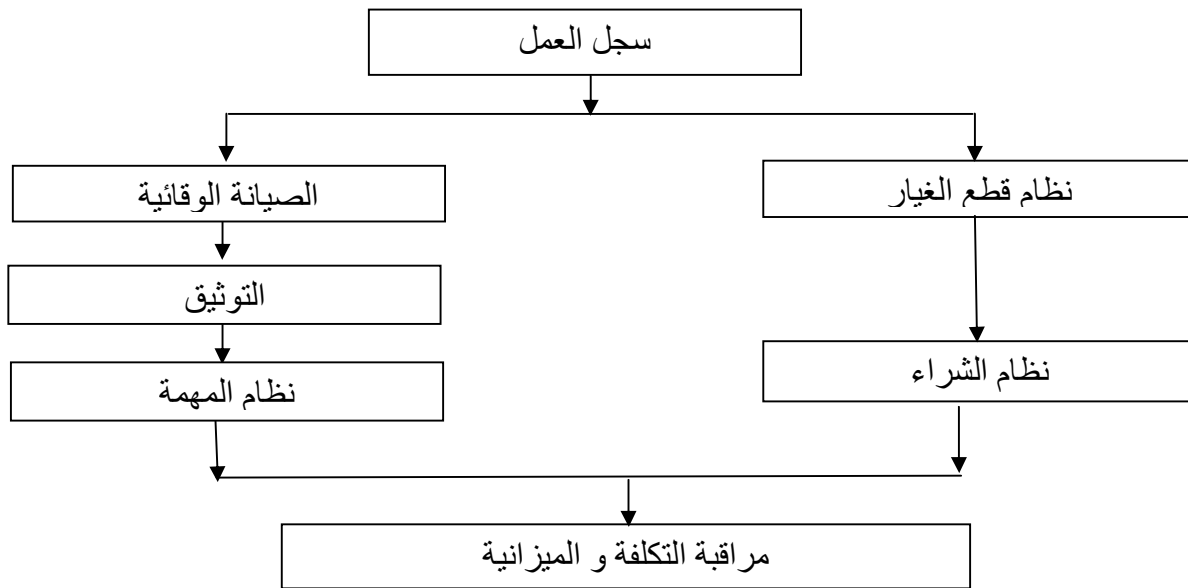 سجل العمل
نظام قطع الغيار
الصيانة الوقائية
التوثيق
نظام الشراء
نظام المهمة
مراقبة التكلفة و الميزانية